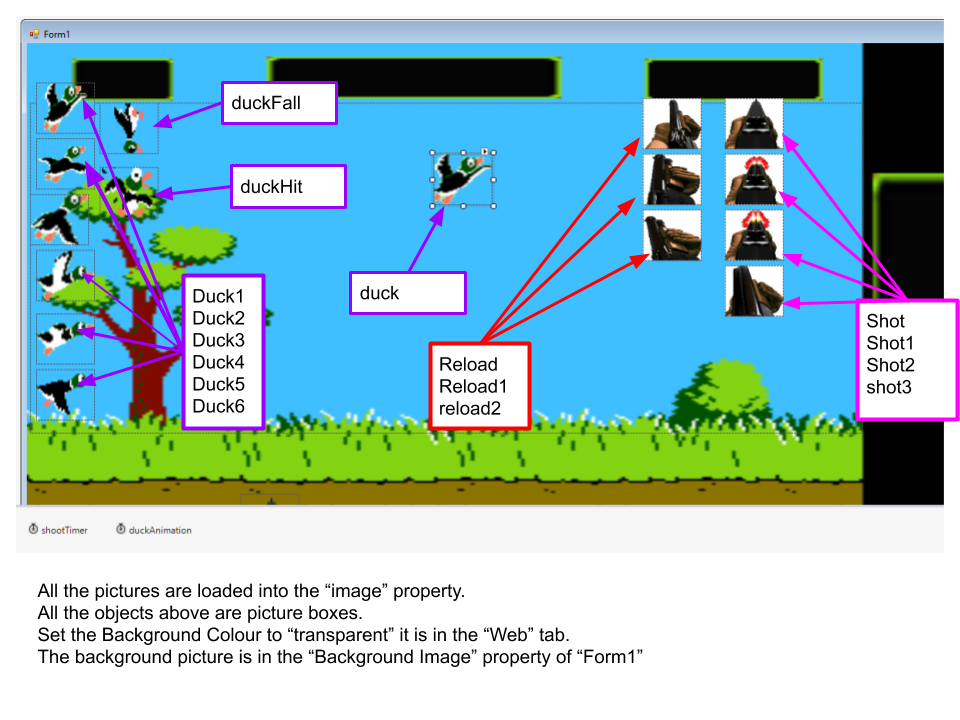 Form1
duckFall
duckHit
duck
Duck1
Duck2
Duck3
Duck4
Duck5
Duck6
Reload
Reload1
reload2
Shot
Shot1
Shot2
shot3
shootTimer
duckAnimation
All the pictures are loaded into the “image” property.
All the objects above are picture boxes.
Set the Background Colour to “transparent” it is in the “Web” tab.
The background picture is in the “Background Image” property of “Form1”